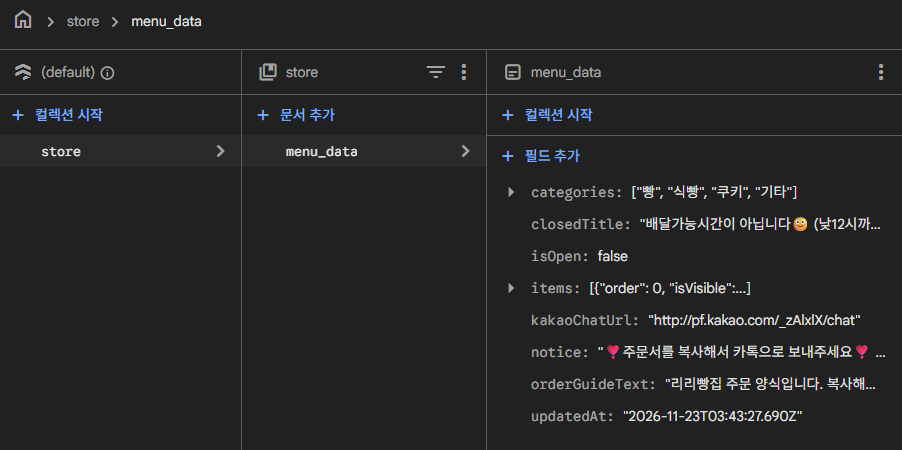 store menu_data
(default)
store
menu_data
컬렉션 시작
문서 추가
컬렉션 시작
store
menu_data
필드 추가
categories: ["빵", "식빵", "쿠키", "기타"]
closedTitle: "배달가능시간이 아닙니다🤪 (낮12시까...
isOpen: false
items: [{"order": 0, "isVisible":...]
kakaoChatUrl: "http://pf.kakao.com/_zAlxlX/chat"
notice: "❣️주문서를 복사해서 카톡으로 보내주세요❣️ ...
orderGuideText: "리리빵집 주문 양식입니다. 복사해...
updatedAt: "2026-11-23T03:43:27.690Z"